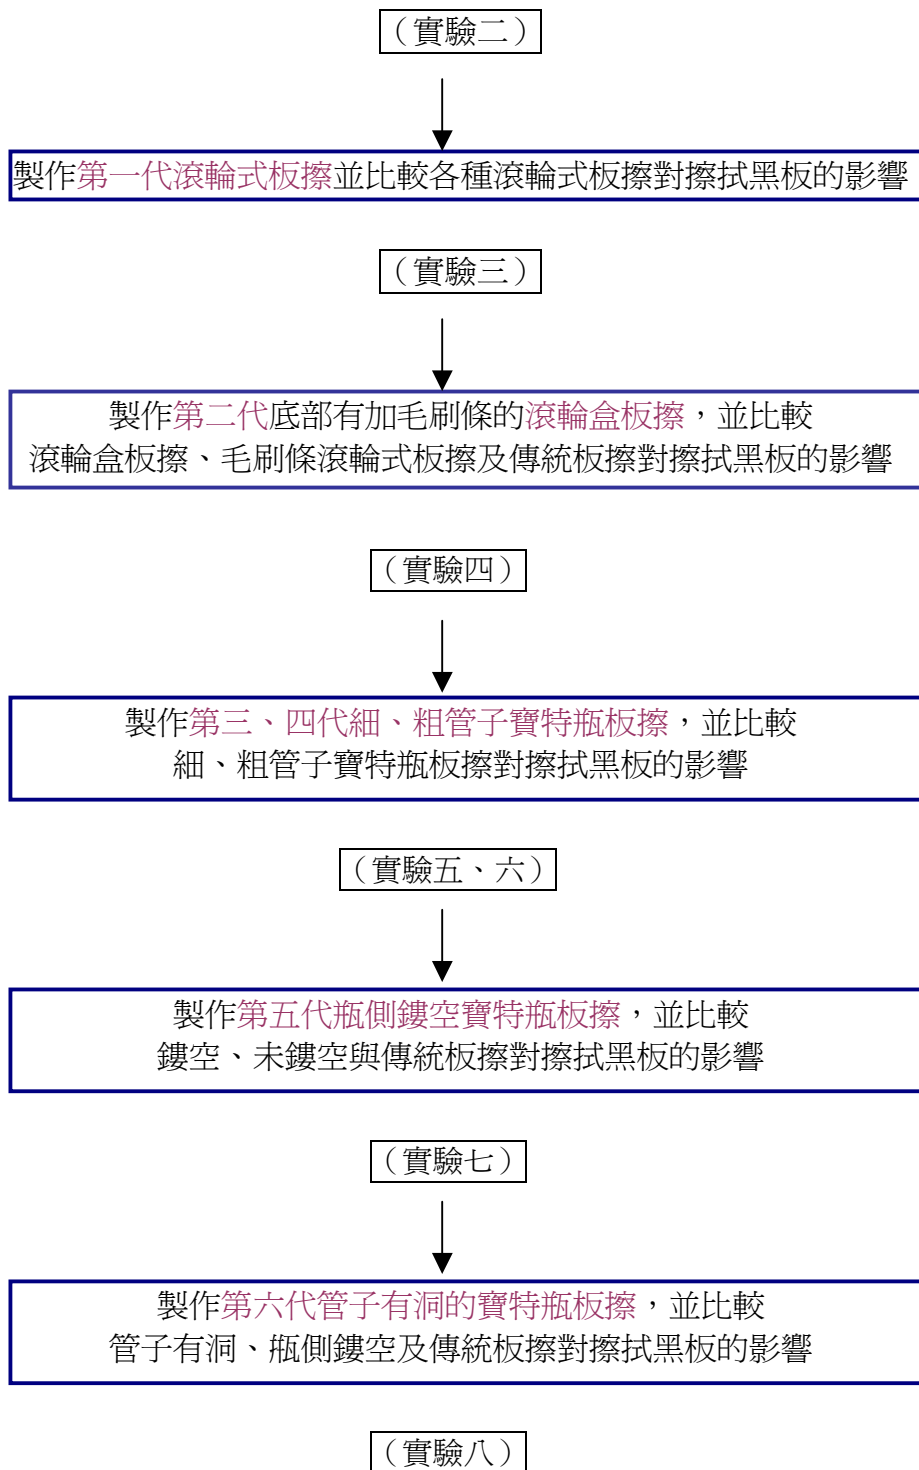 （實驗二）
製作第一代滾輪式板擦並比較各種滾輪式板擦對擦拭黑板的影響
（實驗三）
製作第二代底部有加毛刷條的滾輪盒板擦，並比較
滾輪盒板擦、毛刷條滾輪式板擦及傳統板擦對擦拭黑板的影響
（實驗四）
製作第三、四代細、粗管子寶特瓶板擦，並比較
細、粗管子寶特瓶板擦對擦拭黑板的影響
（實驗五、六）
製作第五代瓶側鏤空寶特瓶板擦，並比較
鏤空、未鏤空與傳統板擦對擦拭黑板的影響
（實驗七）
製作第六代管子有洞的寶特瓶板擦，並比較
管子有洞、瓶側鏤空及傳統板擦對擦拭黑板的影響
（實驗八）